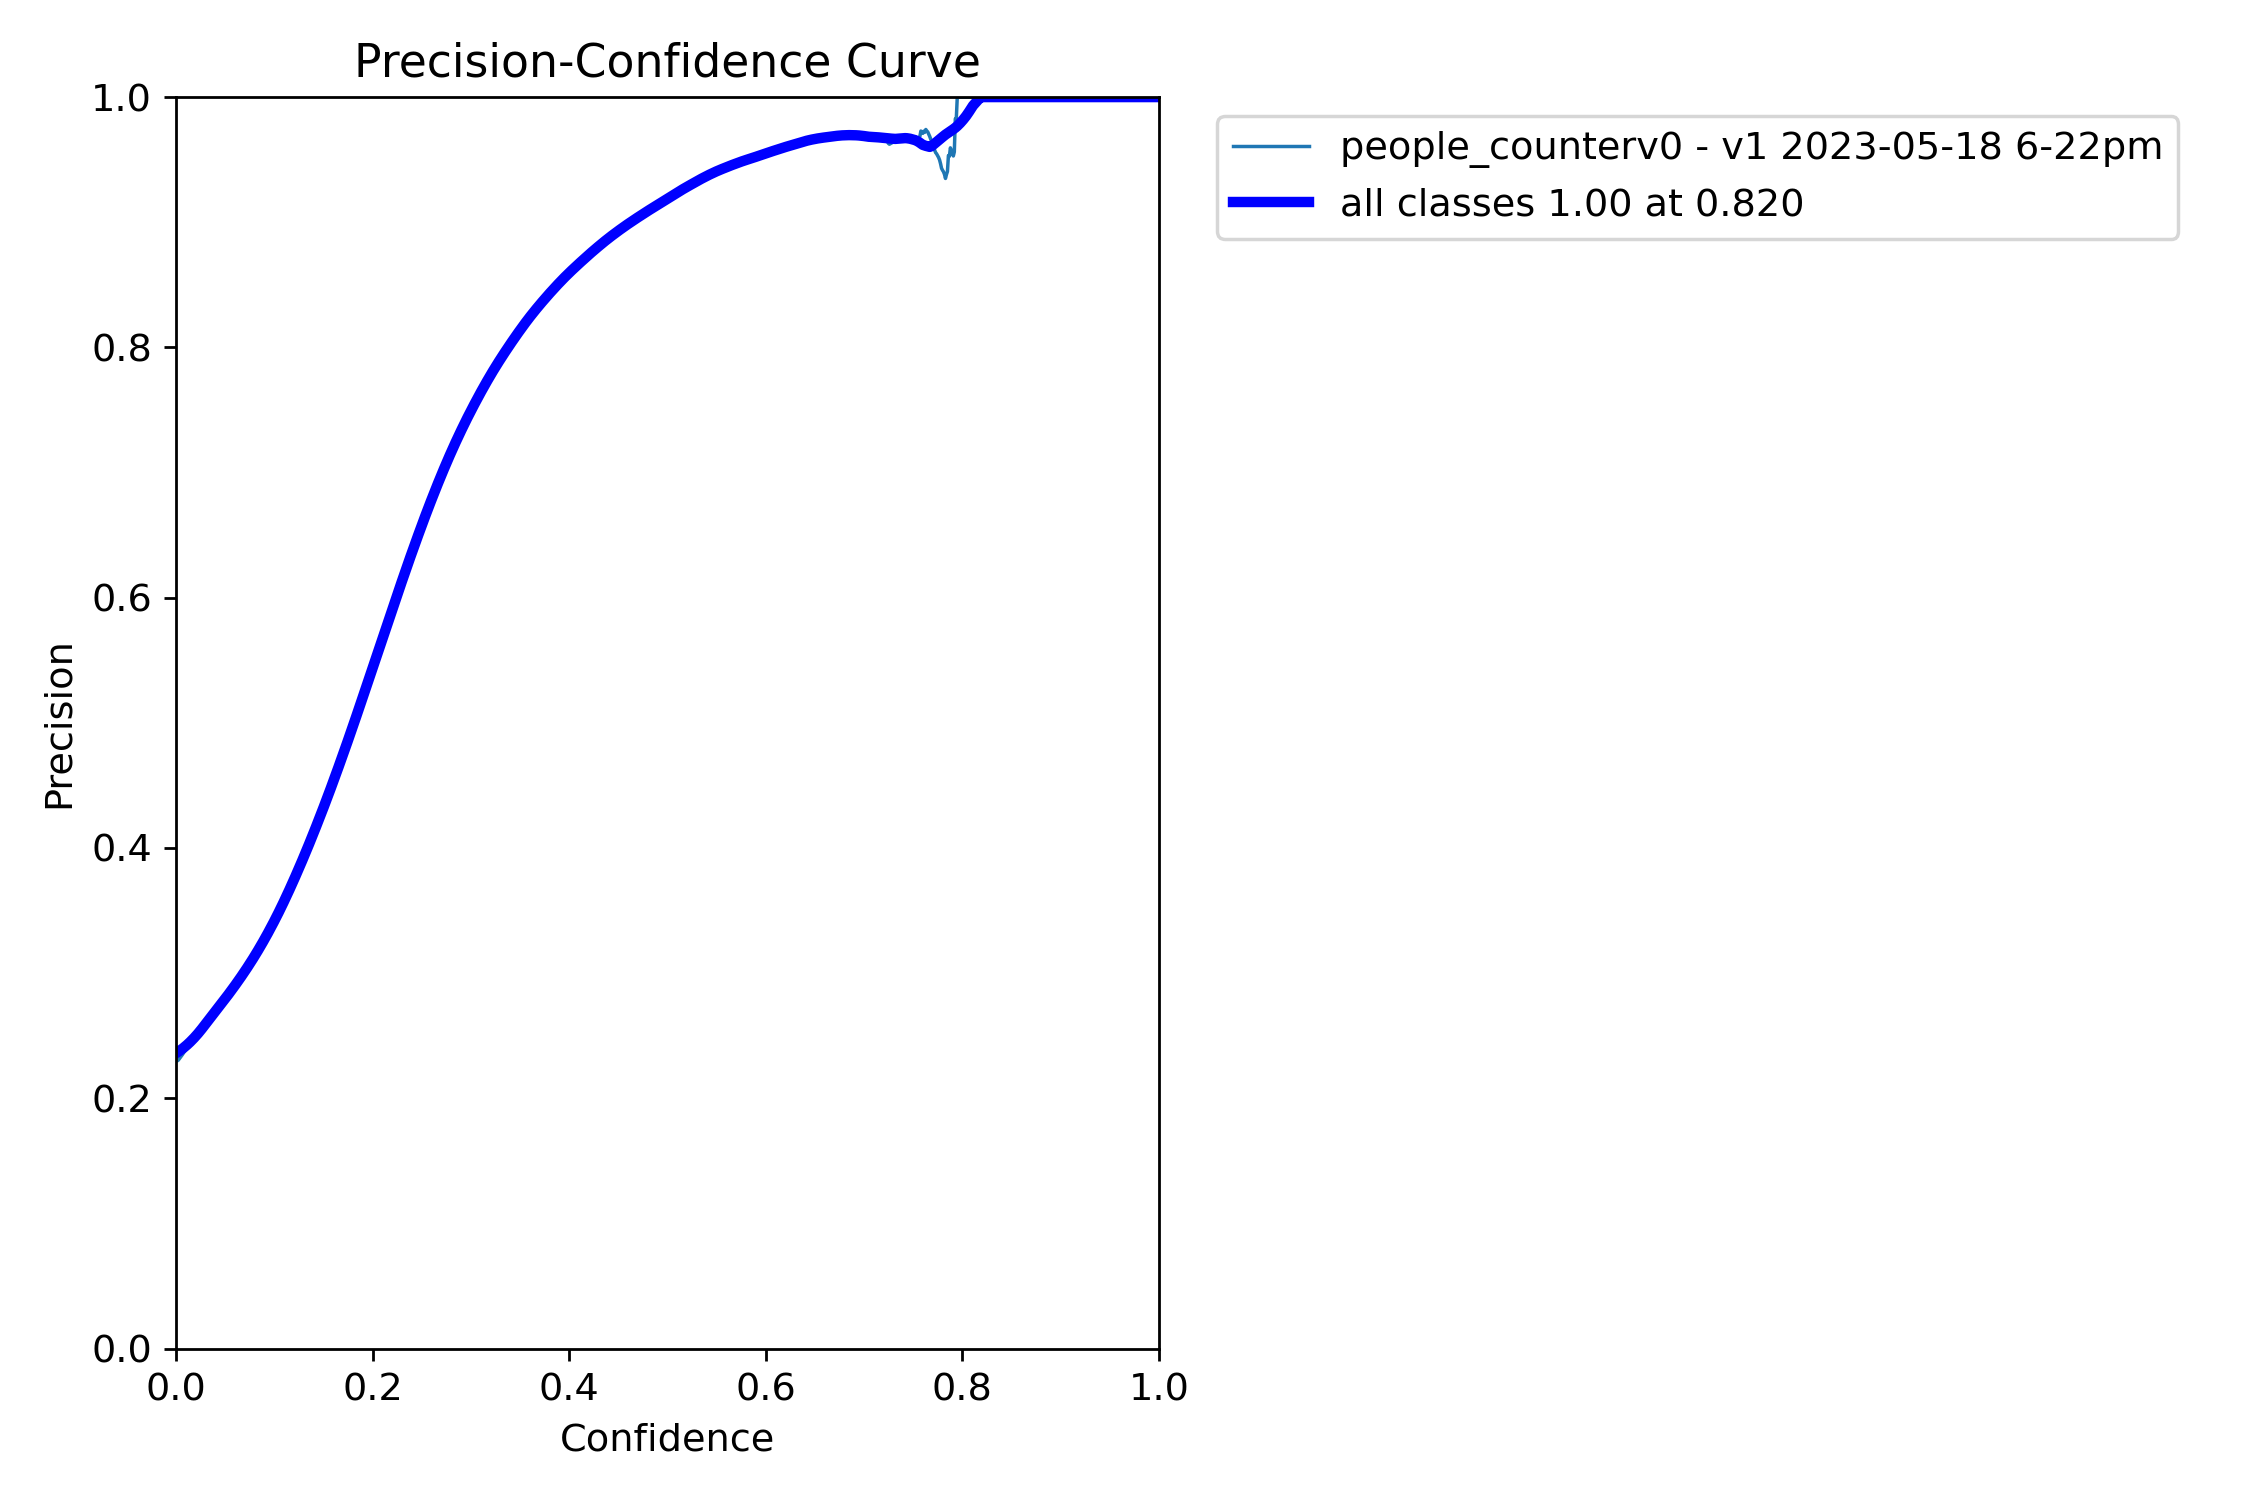 Precision-Confidence Curve
1.0
0.8
0.6
0.4
0.2
0.0
Precision
0.0 0.2 0.4 0.6 0.8 1.0
Confidence
people_counterv0 - v1 2023-05-18 6-22pm
all classes 1.00 at 0.820